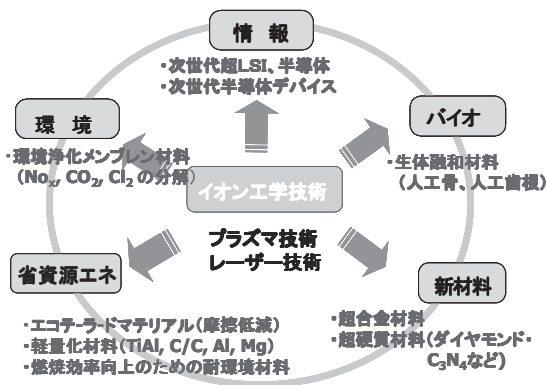 情 報
・次世代超LSI、半導体
・次世代半導体デバイス
環 境
・環境浄化メンブレン材料
（Nox, CO2, Cl2 の分解）
バイオ
・生体融和材料
（人工骨、人工歯根）
イオン工学技術
プラズマ技術
レーザー技術
省資源エネ
・エコテーラードマテリアル（摩擦低減）
・軽量化材料（TiAl, C/C, Al, Mg）
・燃焼効率向上のための耐環境材料
新材料
・超合金材料
・超硬質材料（ダイヤモンド・
C3N4など）